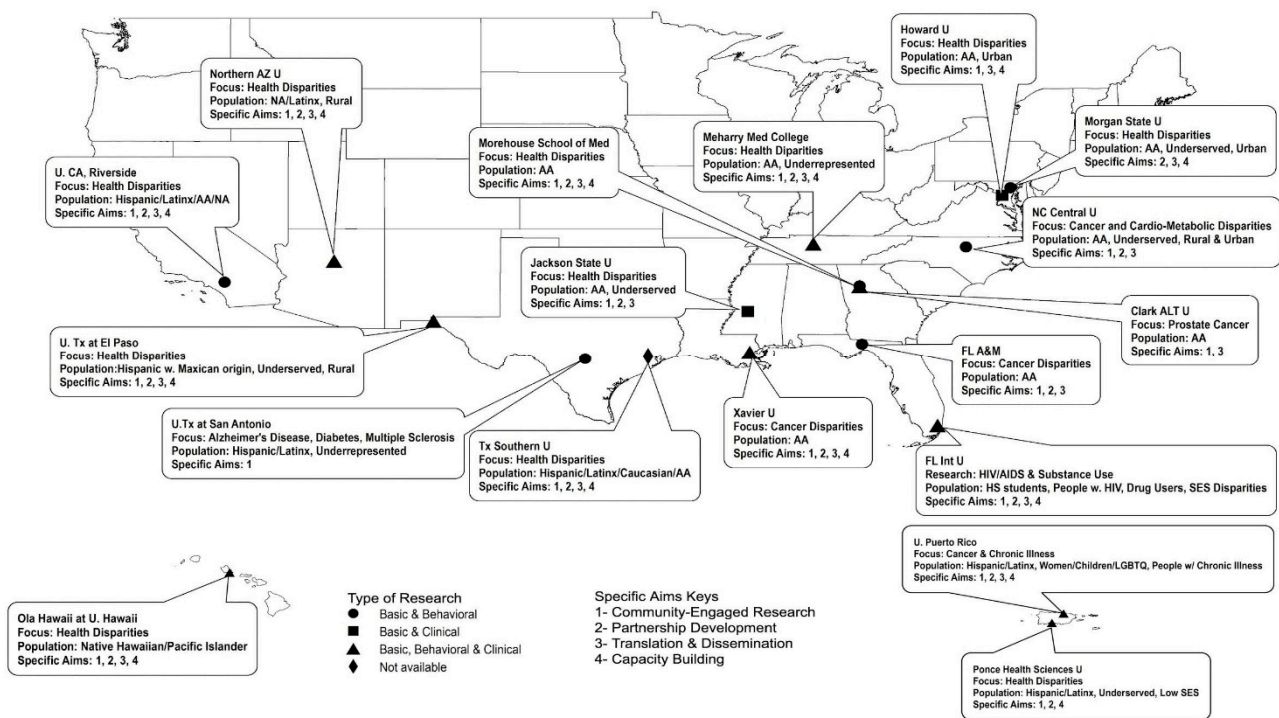 Howard U
Focus: Health Disparities
Population: AA, Urban
Specific Aims: 1, 3, 4
Northern AZ U
Focus: Health Disparities
Population: NA/Latinx, Rural
Specific Aims: 1, 2, 3, 4
Morgan State U
Focus: Health Disparities
Population: AA, Underserved, Urban
Specific Aims: 2, 3, 4
Meharry Med College
Focus: Health Diparities
Population: AA, Underrepresented
Specific Aims: 1, 2, 3, 4
Morehouse School of Med
Focus: Health Disparities
Population: AA
Specific Aims: 1, 2, 3, 4
U. CA, Riverside
Focus: Health Disparities
Population: Hispanic/Latinx/AA/NA
Specific Aims: 1, 2, 3, 4
NC Central U
Focus: Cancer and Cardio-Metabolic Disparities
Population: AA, Underserved, Rural & Urban
Specific Aims: 1, 2, 3
Jackson State U
Focus: Health Disparities
Population: AA, Underserved
Specific Aims: 1, 2, 3
Clark ALT U
Focus: Prostate Cancer
Population: AA
Specific Aims: 1, 3
U. Tx at El Paso
Focus: Health Disparities
Population:Hispanic w. Maxican origin, Underserved, Rural
Specific Aims: 1, 2, 3, 4
FL A&M
Focus: Cancer Disparities
Population: AA
Specific Aims: 1, 2, 3
Xavier U
Focus: Cancer Disparities
Population: AA
Specific Aims: 1, 2, 3, 4
U.Tx at San Antonio
Focus: Alzheimer's Disease, Diabetes, Multiple Sclerosis
Population: Hispanic/Latinx, Underrepresented
Specific Aims: 1
Tx Southern U
Focus: Health Disparities
Population: Hispanic/Latinx/Caucasian/AA
Specific Aims: 1, 2, 3, 4
FL Int U
Research: HIV/AIDS & Substance Use
Population: HS students, People w. HIV, Drug Users, SES Disparities
Specific Aims: 1, 2, 3, 4
U. Puerto Rico
Focus: Cancer & Chronic Illness
Population: Hispanic/Latinx, Women/Children/LGBTQ, People w/ Chronic Illness
Specific Aims: 1, 2, 3, 4
Ola Hawaii at U. Hawaii
Focus: Health Disparities
Population: Native Hawaiian/Pacific Islander
Specific Aims: 1, 2, 3, 4
Type of Research
Basic & Behavioral
Basic & Clinical
Basic, Behavioral & Clinical
Not available
Specific Aims Keys
1- Community-Engaged Research
2- Partnership Development
3- Translation & Dissemination
4- Capacity Building
Ponce Health Sciences U
Focus: Health Disparities
Population: Hispanic/Latinx, Underserved, Low SES
Specific Aims: 1, 2, 4